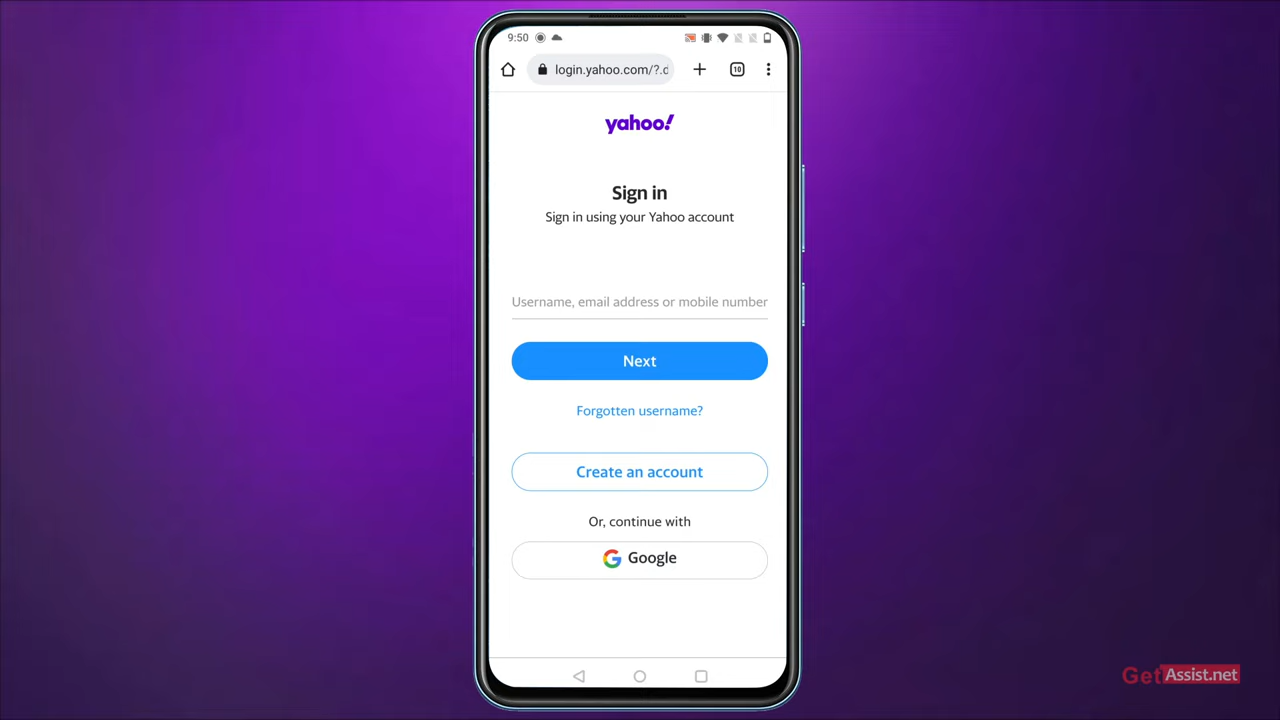 9:50
login.yahoo.com/?.c
10
yahoo!
Sign in
Sign in using your Yahoo account
Username, email address or mobile number
Next
Forgotten username?
Create an account
Or, continue with
Google
GetAssist.net